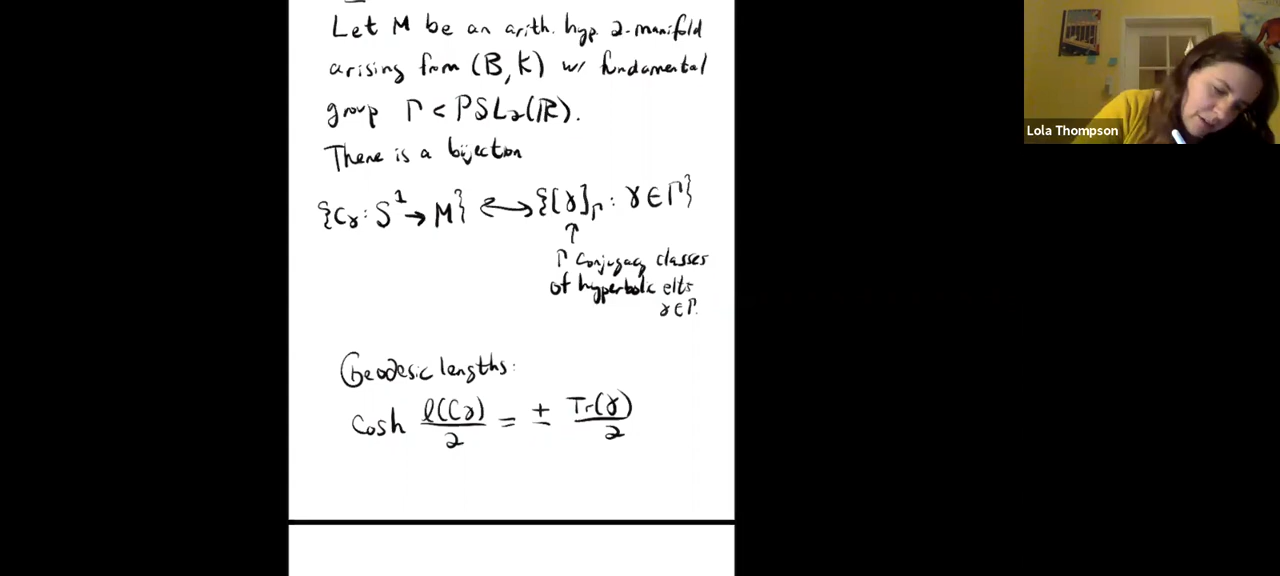 Let M be an arith. hyp. 2-manifold
arising from (B, K) w/ fundamental
group Γ < PSL₂(ℝ).
There is a bijection
{Cγ: S¹ → M} ↔ {[γ]_Γ : γ ∈ Γ}
↑
Γ conjugacy classes
of hyperbolic elts
γ ∈ Γ.
Geodesic lengths:
cosh ℓ(Cγ)/2 = ± Tr(γ)/2
Lola Thompson